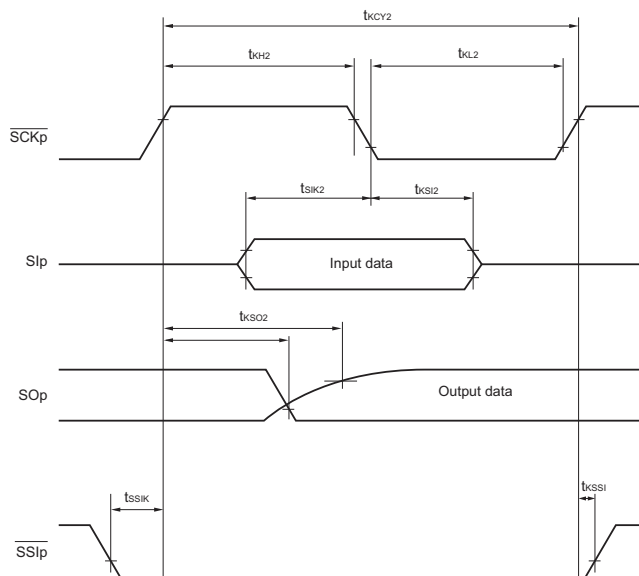 tKCY2
tKH2
tKL2
SCKp
tSIK2
tKSI2
SIp
Input data
tKSO2
SOp
Output data
tSSIK
tKSSI
SSIp